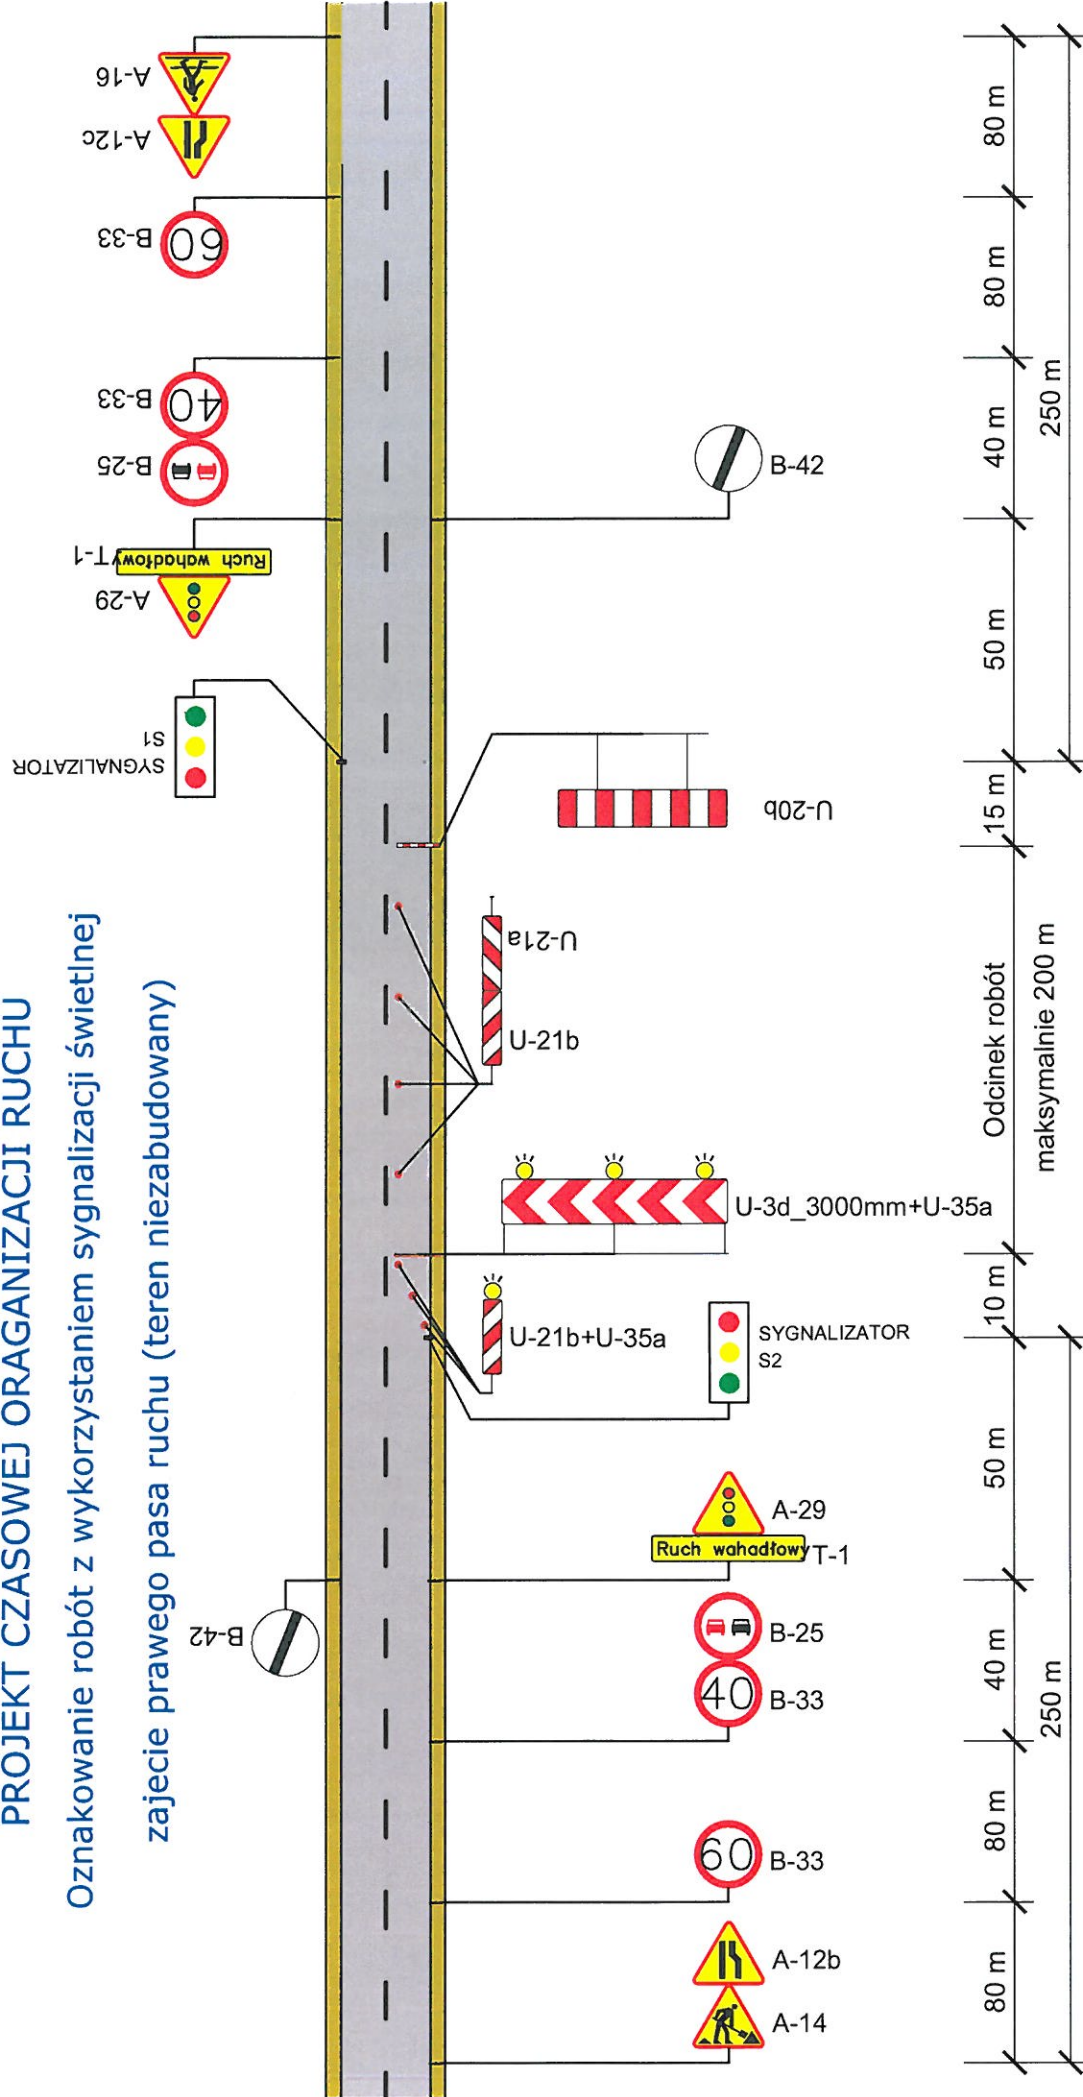 PROJEKT CZASOWEJ ORAGANIZACJI RUCHU
Oznakowanie robót z wykorzystaniem sygnalizacji świetlnej
zajecie prawego pasa ruchu (teren niezabudowany)
A-16
A-12c
60
B-33
40
B-33
B-25
Ruch wahadłowy
T-1
A-29
SYGNALIZATOR
S1
B-42
B-42
U-20b
U-21a
U-21b
U-3d_3000mm+U-35a
U-21b+U-35a
SYGNALIZATOR
S2
A-29
Ruch wahadłowy
T-1
B-25
40
B-33
60
B-33
A-12b
A-14
80 m
80 m
40 m
50 m
250 m
15 m
Odcinek robót
maksymalnie 200 m
10 m
50 m
40 m
80 m
80 m
250 m